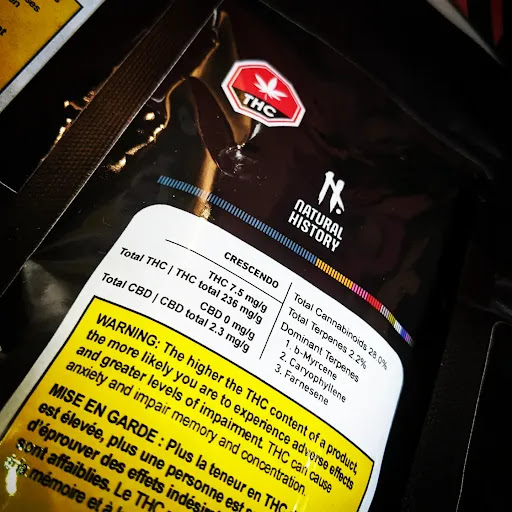 THC
NATURAL
HISTORY
CRESCENDO
THC 7.5 mg/g
Total THC | THC total 236 mg/g
CBD 0 mg/g
Total CBD / CBD total 2.3 mg/g
Total Cannabinoids 28.0%
Total Terpenes 2.2%
Dominant Terpenes
1. b-Myrcene
2. Caryophyllene
3. Farnesene
WARNING: The higher the THC content of a product,
the more likely you are to experience adverse effects
and greater levels of impairment. THC can cause
anxiety and impair memory and concentration.
MISE EN GARDE : Plus la teneur en THC
est élevée, plus une personne est
d'éprouver des effets indési
sont affaiblies. Le THC
mémoire et à